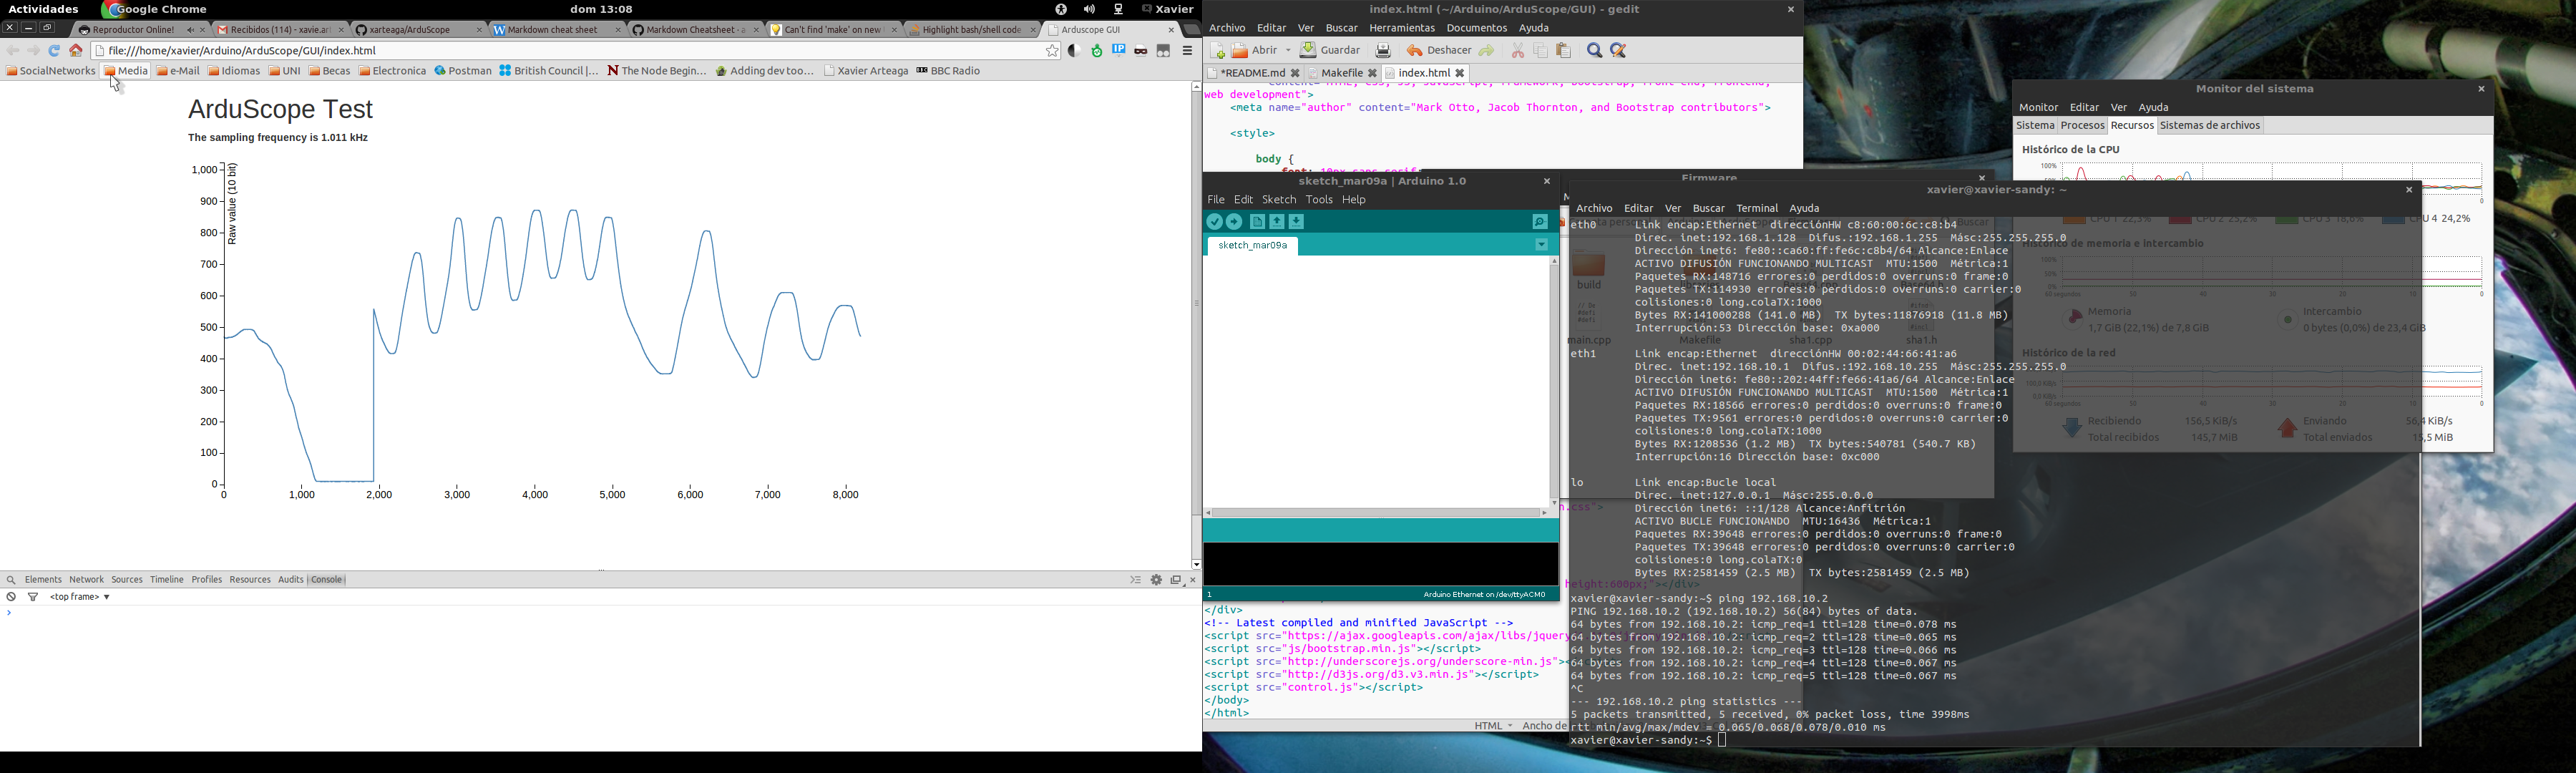 Actividades
Google Chrome
dom 13:08
Xavier
Reproductor Online!
Recibidos (114) - xavie.ar
xarteaga/ArduScope
Markdown cheat sheet
Markdown Cheatsheet - a
Can't find 'make' on new
Highlight bash/shell code
Arduscope GUI
file:///home/xavier/Arduino/ArduScope/GUI/index.html
SocialNetworks
Media
e-Mail
Idiomas
UNI
Becas
Electronica
Postman
British Council |...
The Node Begin...
Adding dev too...
Xavier Arteaga
BBC Radio
ArduScope Test
The sampling frequency is 1.011 kHz
Raw value (10 bit)
1,000
900
800
700
600
500
400
300
200
100
0
0 1,000 2,000 3,000 4,000 5,000 6,000 7,000 8,000
Elements Network Sources Timeline Profiles Resources Audits Console
<top frame> ▼
>
index.html (~/Arduino/ArduScope/GUI) - gedit
Archivo Editar Ver Buscar Herramientas Documentos Ayuda
Abrir Guardar Deshacer
*README.md Makefile index.html
web development">
<meta name="author" content="Mark Otto, Jacob Thornton, and Bootstrap contributors">
<style>
body {
sketch_mar09a | Arduino 1.0
File Edit Sketch Tools Help
sketch_mar09a
1
Arduino Ethernet on /dev/ttyACM0
height:600px;"></div>
</div>
<!-- Latest compiled and minified JavaScript -->
<script src="https://ajax.googleapis.com/ajax/libs/jquery
<script src="js/bootstrap.min.js"></script>
<script src="http://underscorejs.org/underscore-min.js"><
<script src="http://d3js.org/d3.v3.min.js"></script>
<script src="control.js"></script>
</body>
</html>
HTML Ancho de
Firmware
build
main.cpp
Makefile
sha1.cpp
sha1.h
xavier@xavier-sandy: ~
Archivo Editar Ver Buscar Terminal Ayuda
eth0 Link encap:Ethernet direcciónHW c8:60:00:6c:c8:b4
Direc. inet:192.168.1.128 Difus.:192.168.1.255 Másc:255.255.255.0
Dirección inet6: fe80::ca60:ff:fe6c:c8b4/64 Alcance:Enlace
ACTIVO DIFUSIÓN FUNCIONANDO MULTICAST MTU:1500 Métrica:1
Paquetes RX:148716 errores:0 perdidos:0 overruns:0 frame:0
Paquetes TX:114930 errores:0 perdidos:0 overruns:0 carrier:0
colisiones:0 long.colaTX:1000
Bytes RX:141000288 (141.0 MB) TX bytes:11876918 (11.8 MB)
Interrupción:53 Dirección base: 0xa000
eth1 Link encap:Ethernet direcciónHW 00:02:44:66:41:a6
Direc. inet:192.168.10.1 Difus.:192.168.10.255 Másc:255.255.255.0
Dirección inet6: fe80::202:44ff:fe66:41a6/64 Alcance:Enlace
ACTIVO DIFUSIÓN FUNCIONANDO MULTICAST MTU:1500 Métrica:1
Paquetes RX:18566 errores:0 perdidos:0 overruns:0 frame:0
Paquetes TX:9561 errores:0 perdidos:0 overruns:0 carrier:0
colisiones:0 long.colaTX:1000
Bytes RX:1208536 (1.2 MB) TX bytes:540781 (540.7 KB)
Interrupción:16 Dirección base: 0xc000
lo Link encap:Bucle local
Direc. inet:127.0.0.1 Másc:255.0.0.0
Dirección inet6: ::1/128 Alcance:Anfitrión
ACTIVO BUCLE FUNCIONANDO MTU:16436 Métrica:1
Paquetes RX:39648 errores:0 perdidos:0 overruns:0 frame:0
Paquetes TX:39648 errores:0 perdidos:0 overruns:0 carrier:0
colisiones:0 long.colaTX:0
Bytes RX:2581459 (2.5 MB) TX bytes:2581459 (2.5 MB)
xavier@xavier-sandy:~$ ping 192.168.10.2
PING 192.168.10.2 (192.168.10.2) 56(84) bytes of data.
64 bytes from 192.168.10.2: icmp_req=1 ttl=128 time=0.078 ms
64 bytes from 192.168.10.2: icmp_req=2 ttl=128 time=0.065 ms
64 bytes from 192.168.10.2: icmp_req=3 ttl=128 time=0.066 ms
64 bytes from 192.168.10.2: icmp_req=4 ttl=128 time=0.067 ms
64 bytes from 192.168.10.2: icmp_req=5 ttl=128 time=0.067 ms
^C
--- 192.168.10.2 ping statistics ---
5 packets transmitted, 5 received, 0% packet loss, time 3998ms
rtt min/avg/max/mdev = 0.065/0.068/0.078/0.010 ms
xavier@xavier-sandy:~$
Monitor del sistema
Monitor Editar Ver Ayuda
Sistema Procesos Recursos Sistemas de archivos
Histórico de la CPU
100%
CPU 1 22,3% CPU 2 23,2% CPU 3 18,6% CPU 4 24,2%
Histórico de memoria e intercambio
Memoria
1,7 GiB (22,1%) de 7,8 GiB
Intercambio
0 bytes (0,0%) de 23,4 GiB
Histórico de la red
Recibiendo 156,5 KiB/s
Total recibidos 145,7 MiB
Enviando 56,4 KiB/s
Total enviados 15,5 MiB